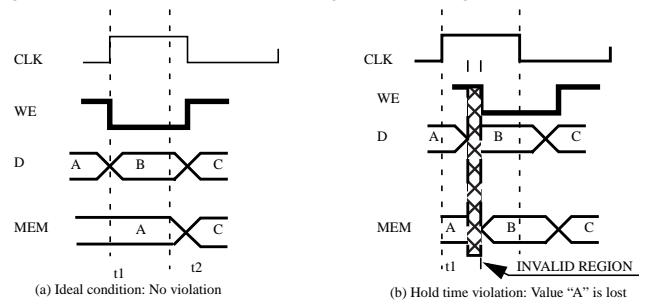 CLK
WE
D A B C
MEM A C
t1 t2
(a) Ideal condition: No violation
CLK
WE
D A B C
MEM A B C
t1 INVALID REGION
(b) Hold time violation: Value “A” is lost